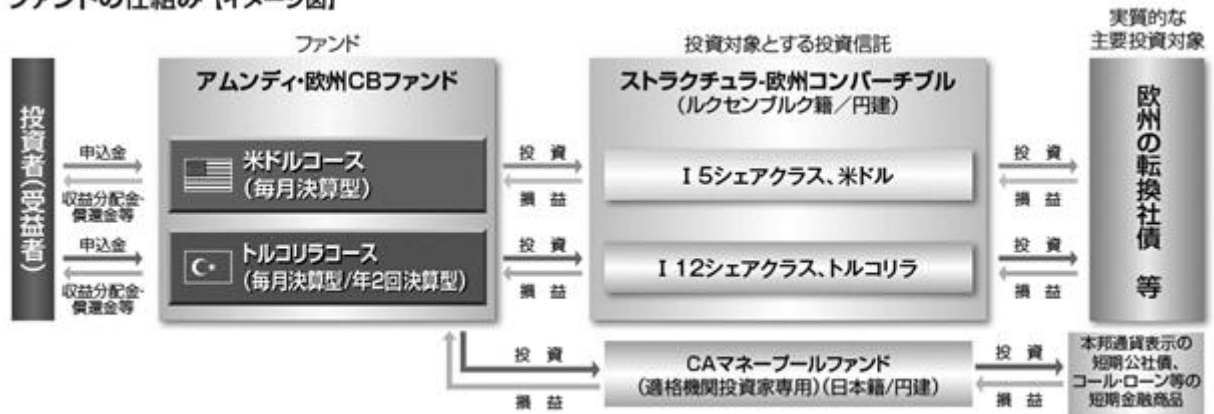 ファンドの仕組み【イメージ図】
ファンド
投資対象とする投資信託
実質的な
主要投資対象
投資者(受益者)
申込金
収益分配金・
償還金等
申込金
収益分配金・
償還金等
アムンディ・欧州CBファンド
米ドルコース
(毎月決算型)
トルコリラコース
(毎月決算型/年2回決算型)
投 資
損 益
投 資
損 益
ストラクチュラ-欧州コンバーチブル
(ルクセンブルク籍/円建)
I 5シェアクラス、米ドル
I 12シェアクラス、トルコリラ
投 資
損 益
投 資
損 益
欧州の転換社債 等
投 資
損 益
CAマネープールファンド
(適格機関投資家専用)(日本籍/円建)
投 資
損 益
本邦通貨表示の
短期公社債、
コール・ローン等の
短期金融商品